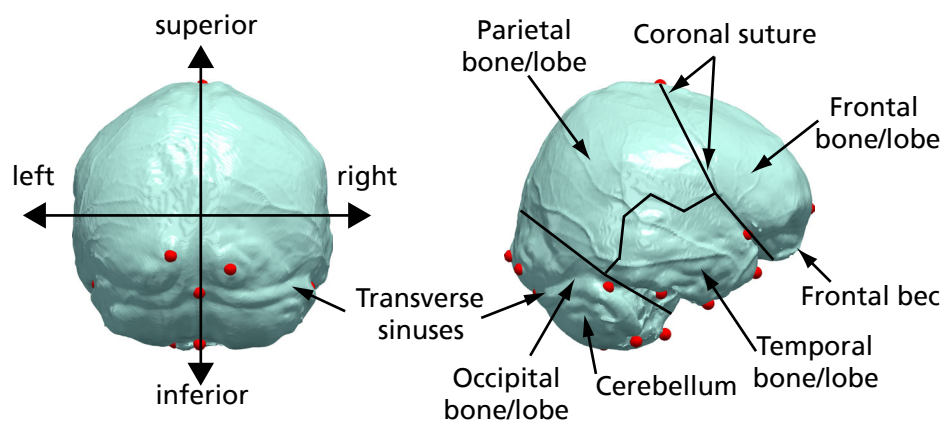 superior
left
right
inferior
Transverse
sinuses
Parietal
bone/lobe
Coronal suture
Frontal
bone/lobe
Frontal bec
Temporal
bone/lobe
Cerebellum
Occipital
bone/lobe